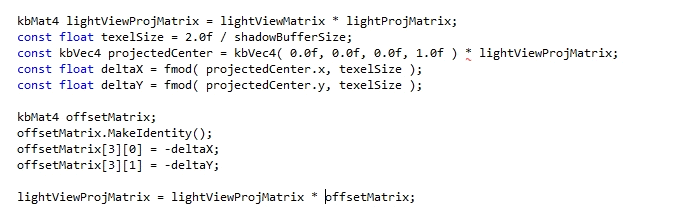 kbMat4 lightViewProjMatrix = lightViewMatrix * lightProjMatrix;
const float texelSize = 2.0f / shadowBufferSize;
const kbVec4 projectedCenter = kbVec4( 0.0f, 0.0f, 0.0f, 1.0f ) * lightViewProjMatrix;
const float deltaX = fmod( projectedCenter.x, texelSize );
const float deltaY = fmod( projectedCenter.y, texelSize );
kbMat4 offsetMatrix;
offsetMatrix.MakeIdentity();
offsetMatrix[3][0] = -deltaX;
offsetMatrix[3][1] = -deltaY;
lightViewProjMatrix = lightViewProjMatrix * offsetMatrix;